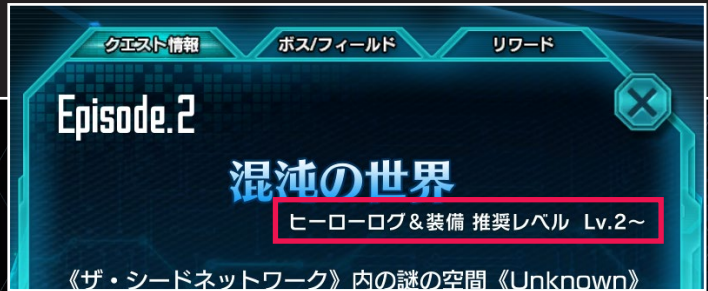 クエスト情報 ボス/フィールド リワード
Episode.2
混沌の世界
ヒーローログ&装備 推奨レベル Lv.2～
《ザ・シードネットワーク》内の謎の空間《Unknown》